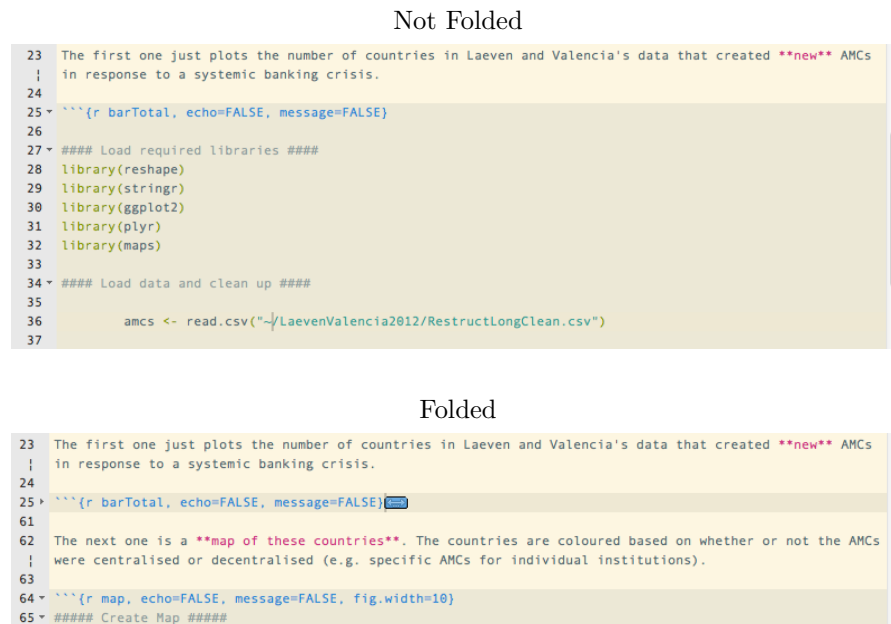 Not Folded
23 The first one just plots the number of countries in Laeven and Valencia's data that created **new** AMCs
¦ in response to a systemic banking crisis.
24
25 ```{r barTotal, echo=FALSE, message=FALSE}
26
27 #### Load required libraries ####
28 library(reshape)
29 library(stringr)
30 library(ggplot2)
31 library(plyr)
32 library(maps)
33
34 #### Load data and clean up ####
35
36 amcs <- read.csv("~/LaevenValencia2012/RestructLongClean.csv")
37
Folded
23 The first one just plots the number of countries in Laeven and Valencia's data that created **new** AMCs
¦ in response to a systemic banking crisis.
24
25 ```{r barTotal, echo=FALSE, message=FALSE}
61
62 The next one is a **map of these countries**. The countries are coloured based on whether or not the AMCs
¦ were centralised or decentralised (e.g. specific AMCs for individual institutions).
63
64 ```{r map, echo=FALSE, message=FALSE, fig.width=10}
65 ##### Create Map #####